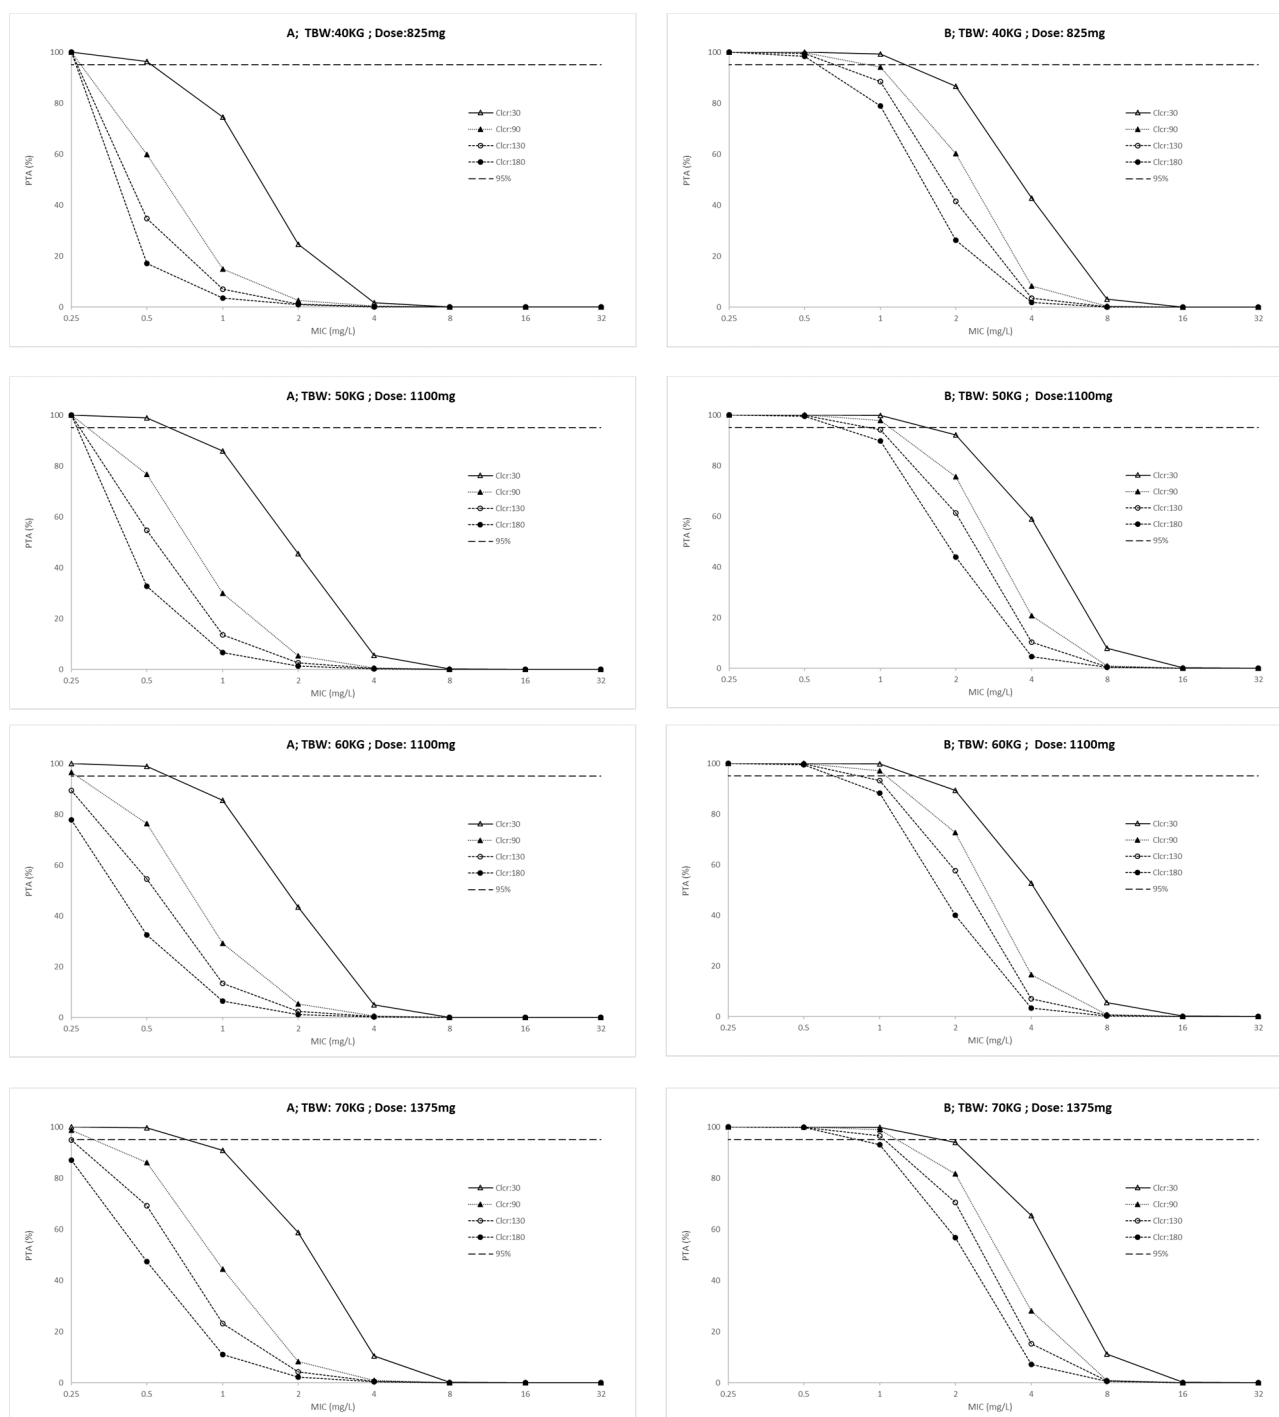 A; TBW:40KG ; Dose:825mg
100
80
60
40
20
0
PTA (%)
0.25 0.5 1 2 4 8 16 32
MIC (mg/L)
Clcr:30
Clcr:90
Clcr:130
Clcr:180
95%
B; TBW: 40KG ; Dose: 825mg
100
80
60
40
20
0
PTA (%)
0.25 0.5 1 2 4 8 16 32
MIC (mg/L)
Clcr:30
Clcr:90
Clcr:130
Clcr:180
95%
A; TBW: 50KG ; Dose: 1100mg
100
80
60
40
20
0
PTA (%)
0.25 0.5 1 2 4 8 16 32
MIC (mg/L)
Clcr:30
Clcr:90
Clcr:130
Clcr:180
95%
B; TBW: 50KG ; Dose:1100mg
100
80
60
40
20
0
PTA (%)
0.25 0.5 1 2 4 8 16 32
MIC (mg/L)
Clcr:30
Clcr:90
Clcr:130
Clcr:180
95%
A; TBW: 60KG ; Dose: 1100mg
100
80
60
40
20
0
PTA (%)
0.25 0.5 1 2 4 8 16 32
MIC (mg/L)
Clcr:30
Clcr:90
Clcr:130
Clcr:180
95%
B; TBW: 60KG ; Dose: 1100mg
100
80
60
40
20
0
PTA (%)
0.25 0.5 1 2 4 8 16 32
MIC (mg/L)
Clcr:30
Clcr:90
Clcr:130
Clcr:180
95%
A; TBW: 70KG ; Dose: 1375mg
100
80
60
40
20
0
PTA (%)
0.25 0.5 1 2 4 8 16 32
MIC (mg/L)
Clcr:30
Clcr:90
Clcr:130
Clcr:180
95%
B; TBW: 70KG ; Dose: 1375mg
100
80
60
40
20
0
PTA (%)
0.25 0.5 1 2 4 8 16 32
MIC (mg/L)
Clcr:30
Clcr:90
Clcr:130
Clcr:180
95%